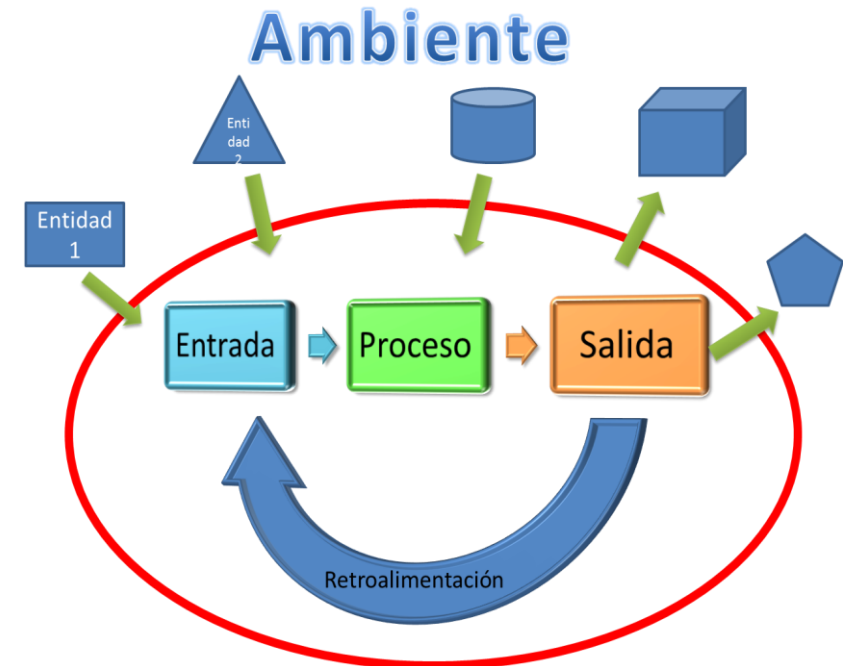 Ambiente
Enti
dad
2
Entidad
1
Entrada
Proceso
Salida
Retroalimentación